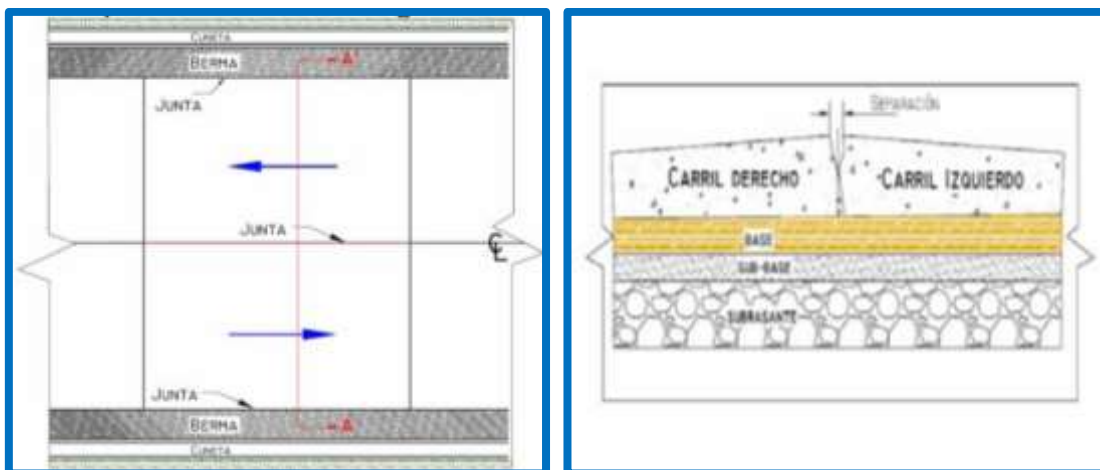 CUNETA
BERMA
A'
JUNTA
JUNTA
℄
JUNTA
BERMA
A
CUNETA
SEPARACIÓN
CARRIL DERECHO
CARRIL IZQUIERDO
BASE
SUB-BASE
SUBRASANTE